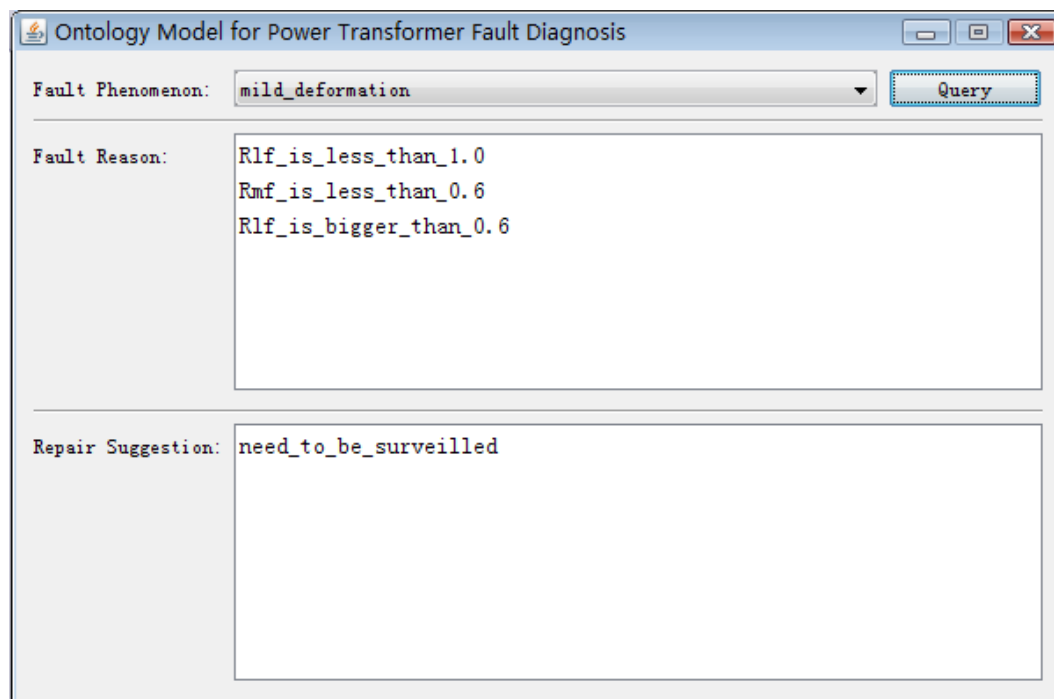 Ontology Model for Power Transformer Fault Diagnosis
Fault Phenomenon: mild_deformation Query
Fault Reason: Rlf_is_less_than_1.0
Rmf_is_less_than_0.6
Rlf_is_bigger_than_0.6
Repair Suggestion: need_to_be_surveilled